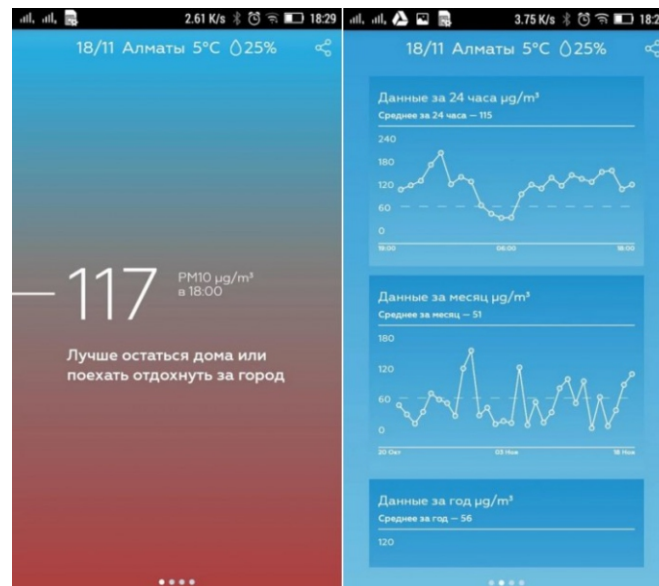 2.61 K/s 18:29
18/11 Алматы 5°C 25%
117
PM10 µg/m³
в 18:00
Лучше остаться дома или
поехать отдохнуть за город
3.75 K/s 18:2
18/11 Алматы 5°C 25%
Данные за 24 часа µg/m³
Среднее за 24 часа — 115
240
180
120
60
0
19:00 06:00 18:00
Данные за месяц µg/m³
Среднее за месяц — 51
180
120
60
0
20 Окт 03 Ноя 18 Ноя
Данные за год µg/m³
Среднее за год — 56
120